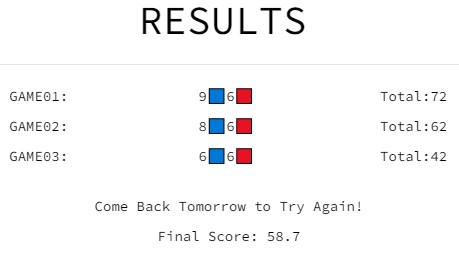 RESULTS
GAME01: 9🟦6🟥 Total:72
GAME02: 8🟦6🟥 Total:62
GAME03: 6🟦6🟥 Total:42
Come Back Tomorrow to Try Again!
Final Score: 58.7